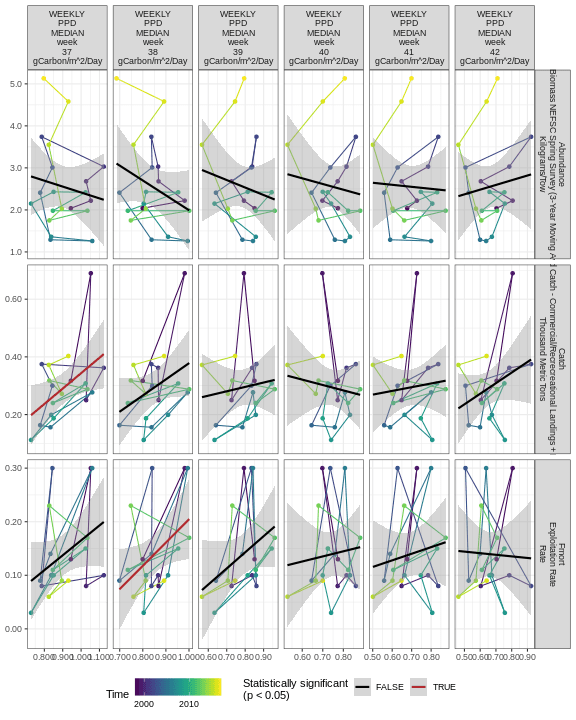 WEEKLY
PPD
MEDIAN
week
37
gCarbon/m^2/Day
WEEKLY
PPD
MEDIAN
week
38
gCarbon/m^2/Day
WEEKLY
PPD
MEDIAN
week
39
gCarbon/m^2/Day
WEEKLY
PPD
MEDIAN
week
40
gCarbon/m^2/Day
WEEKLY
PPD
MEDIAN
week
41
gCarbon/m^2/Day
WEEKLY
PPD
MEDIAN
week
42
gCarbon/m^2/Day
5.0
4.0
3.0
2.0
1.0
Abundance
Biomass NEFSC Spring Survey (3-Year Moving
Kilograms/Tow
0.60
0.40
0.20
Catch
Catch - Commercial/Recrecreational Landings +
Thousand Metric Tons
0.30
0.20
0.10
0.00
Fmort
Exploitation Rate
Rate
0.800 0.900 1.000 1.100
0.700 0.800 0.900 1.000
0.60 0.70 0.80 0.90
0.60 0.70 0.80
0.50 0.60 0.70 0.80
0.50 0.60 0.70 0.80 0.90
Time
2000 2010
Statistically significant
(p < 0.05)
FALSE
TRUE